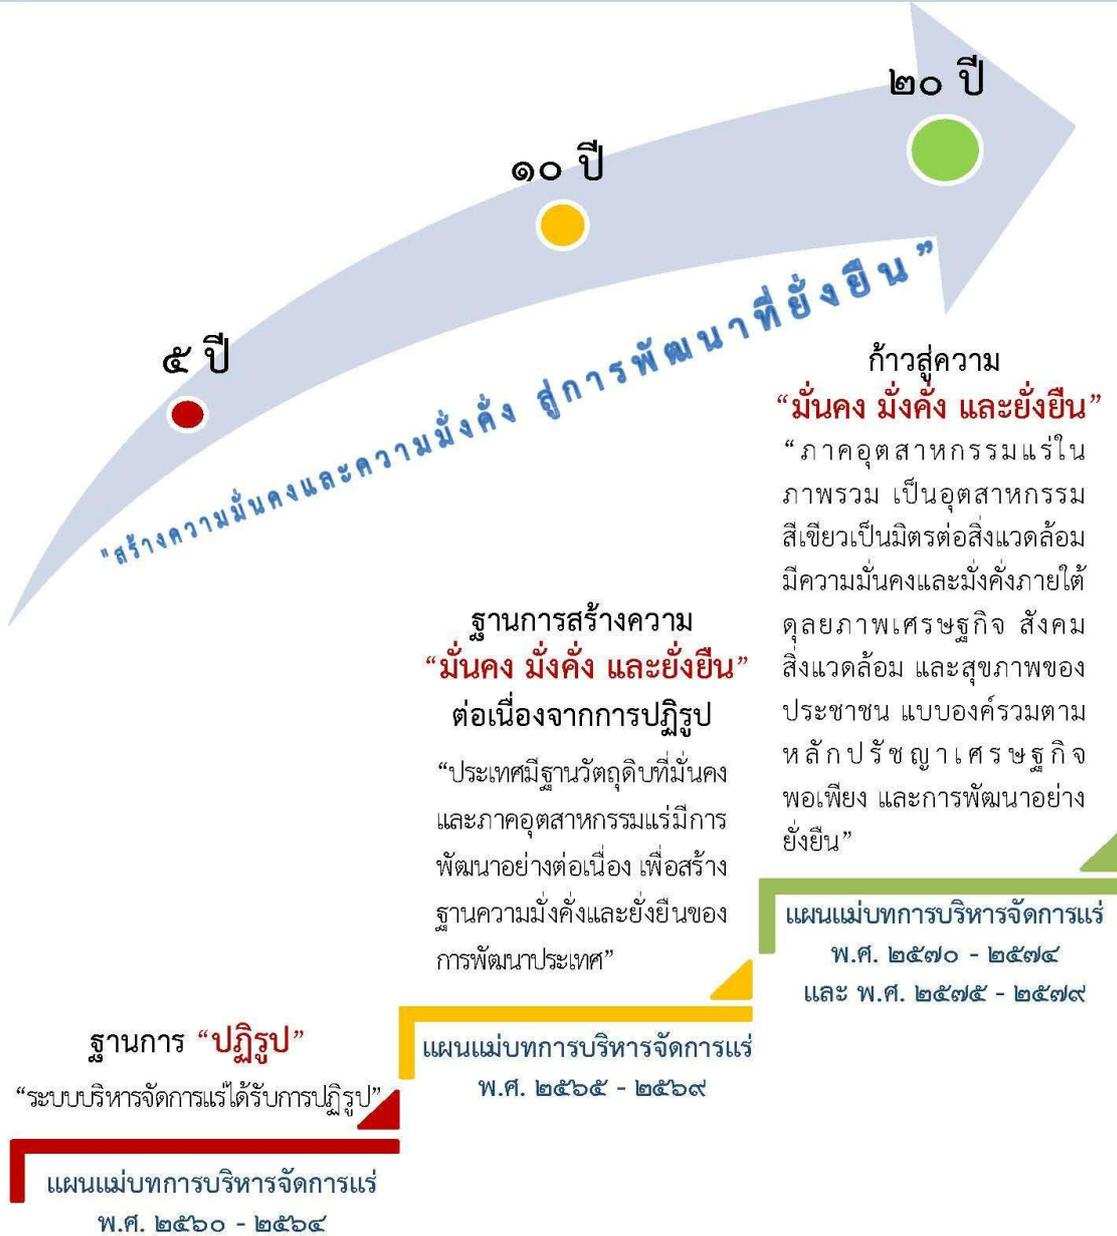 ๒๐ ปี
๑๐ ปี
๕ ปี
"สร้างความมั่นคงและความมั่งคั่ง สู่การพัฒนาที่ยั่งยืน”
ก้าวสู่ความ
“มั่นคง มั่งคั่ง และยั่งยืน”
“ภาคอุตสาหกรรมแร่ใน
ภาพรวม เป็นอุตสาหกรรม
สีเขียวเป็นมิตรต่อสิ่งแวดล้อม
มีความมั่นคงและมั่งคั่งภายใต้
ดุลยภาพเศรษฐกิจ สังคม
สิ่งแวดล้อม และสุขภาพของ
ประชาชน แบบองค์รวมตาม
หลักปรัชญาเศรษฐกิจ
พอเพียง และการพัฒนาอย่าง
ยั่งยืน”
แผนแม่บทการบริหารจัดการแร่
พ.ศ. ๒๕๗๐ - ๒๕๗๔
และ พ.ศ. ๒๕๗๕ - ๒๕๗๙
ฐานการสร้างความ
“มั่นคง มั่งคั่ง และยั่งยืน”
ต่อเนื่องจากการปฏิรูป
“ประเทศมีฐานวัตถุดิบที่มั่นคง
และภาคอุตสาหกรรมแร่มีการ
พัฒนาอย่างต่อเนื่อง เพื่อสร้าง
ฐานความมั่งคั่งและยั่งยืนของ
การพัฒนาประเทศ”
แผนแม่บทการบริหารจัดการแร่
พ.ศ. ๒๕๖๕ - ๒๕๖๙
ฐานการ “ปฏิรูป”
“ระบบบริหารจัดการแร่ได้รับการปฏิรูป”
แผนแม่บทการบริหารจัดการแร่
พ.ศ. ๒๕๖๐ - ๒๕๖๔